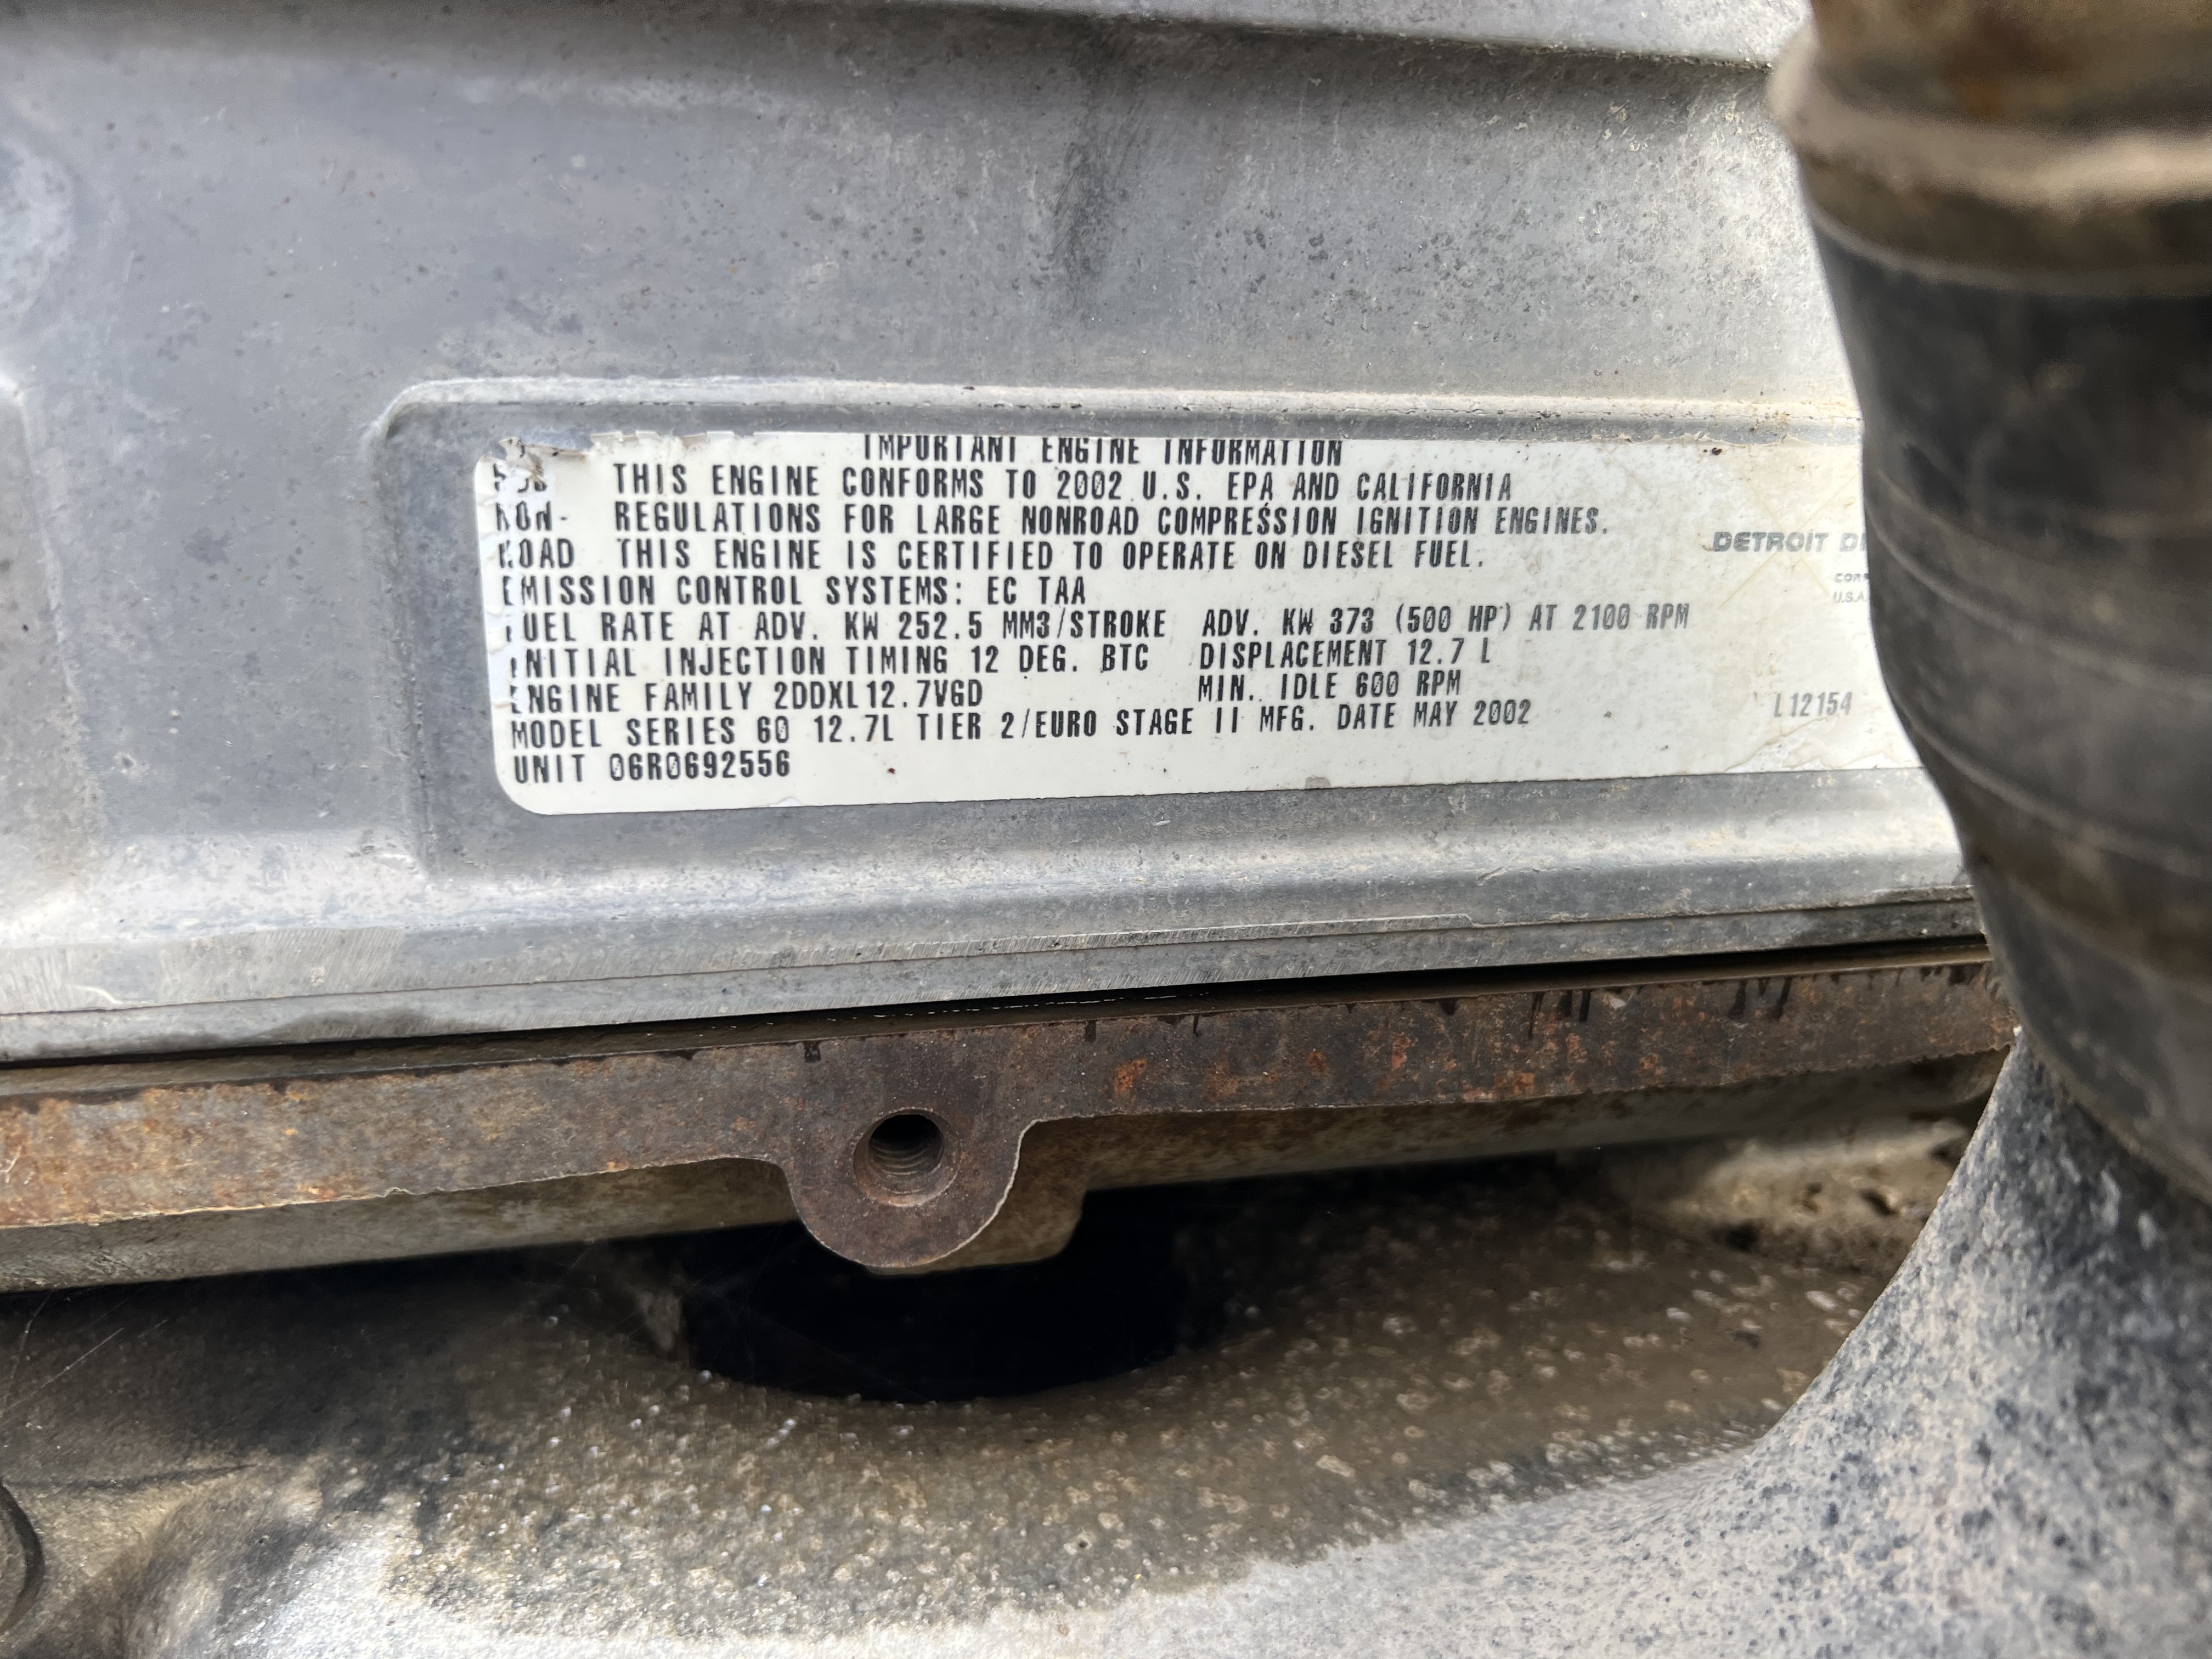 IMPORTANT ENGINE INFORMATION
THIS ENGINE CONFORMS TO 2002 U.S. EPA AND CALIFORNIA
NON- REGULATIONS FOR LARGE NONROAD COMPRESSION IGNITION ENGINES.
ROAD THIS ENGINE IS CERTIFIED TO OPERATE ON DIESEL FUEL.
EMISSION CONTROL SYSTEMS: EC TAA
FUEL RATE AT ADV. KW 252.5 MM3/STROKE ADV. KW 373 (500 HP) AT 2100 RPM
INITIAL INJECTION TIMING 12 DEG. BTC DISPLACEMENT 12.7 L
ENGINE FAMILY 2DDXL12.7VGD MIN. IDLE 600 RPM
MODEL SERIES 60 12.7L TIER 2/EURO STAGE II MFG. DATE MAY 2002
UNIT 06R0692556
DETROIT
U.S.A.
L12154